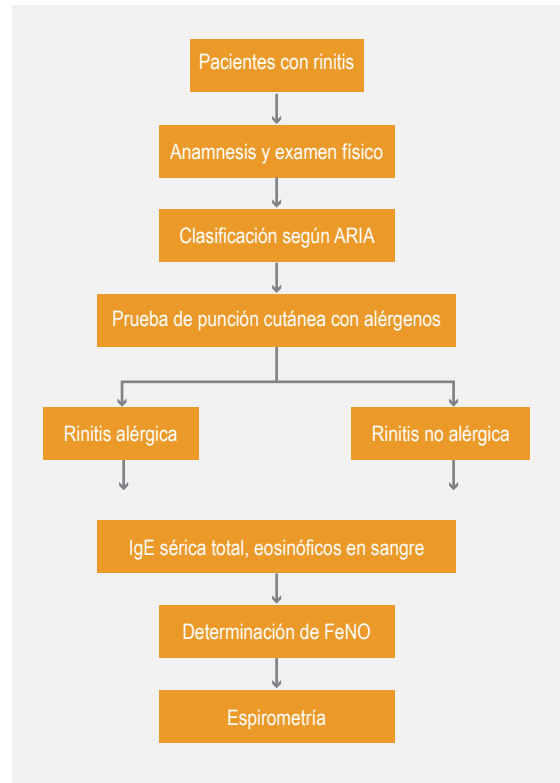 Pacientes con rinitis
Anamnesis y examen físico
Clasificación según ARIA
Prueba de punción cutánea con alérgenos
Rinitis alérgica
Rinitis no alérgica
IgE sérica total, eosinóficos en sangre
Determinación de FeNO
Espirometría